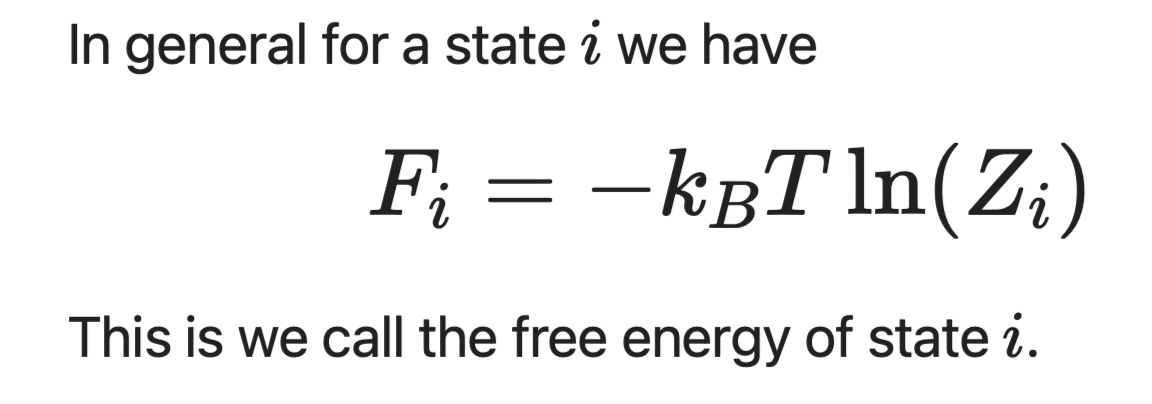 In general for a state i we have
F_i = −k_B T ln(Z_i)
This is we call the free energy of state i.